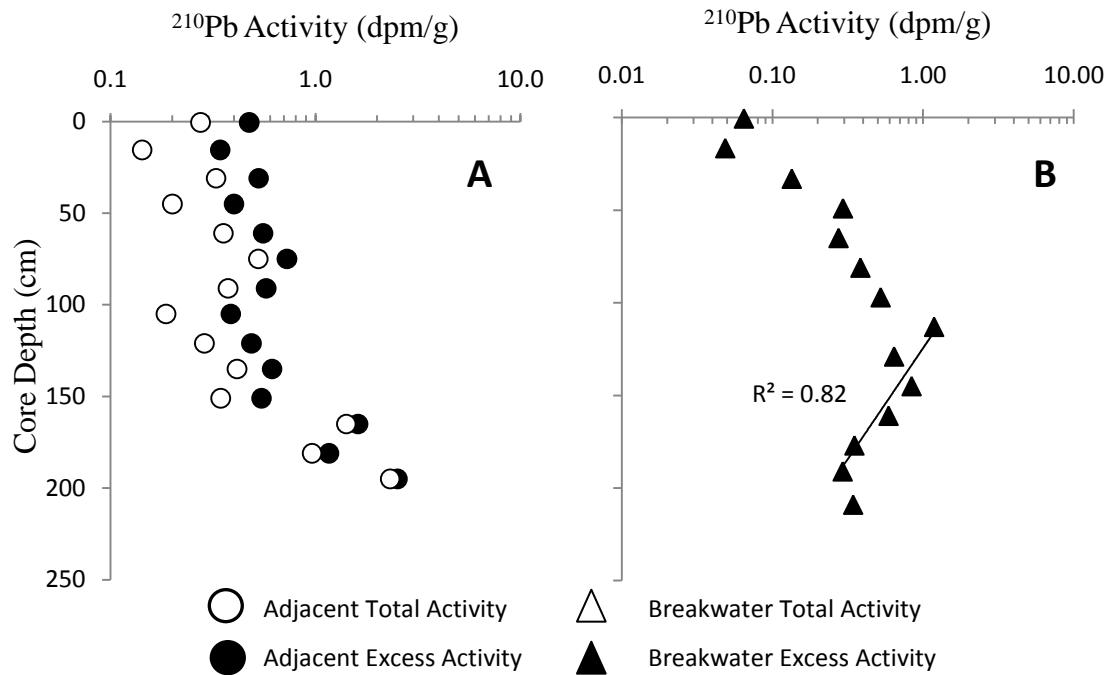 ²¹⁰Pb Activity (dpm/g)
0.1 1.0 10.0
0
50
100
150
200
250
Core Depth (cm)
A
²¹⁰Pb Activity (dpm/g)
0.01 0.10 1.00 10.00
B
R² = 0.82
Adjacent Total Activity
Breakwater Total Activity
Adjacent Excess Activity
Breakwater Excess Activity